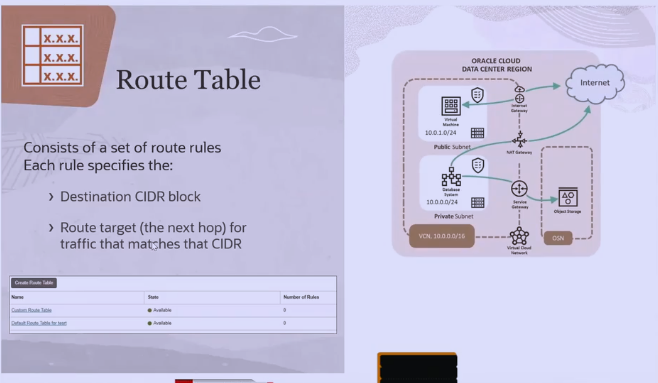 X.X.X.
X.X.X.
X.X.X.
Route Table
Consists of a set of route rules
Each rule specifies the:
› Destination CIDR block
› Route target (the next hop) for
traffic that matches that CIDR
Create Route Table
Name State Number of Rules
Custom Route Table Available 0
Default Route Table for test1 Available 0
ORACLE CLOUD
DATA CENTER REGION
Internet
Internet
Gateway
Virtual
Machine
10.0.1.0/24
Public Subnet
NAT Gateway
Database
System
10.0.0.0/24
Private Subnet
Service
Gateway
Object Storage
VCN, 10.0.0.0/16
Virtual Cloud
Network
OSN